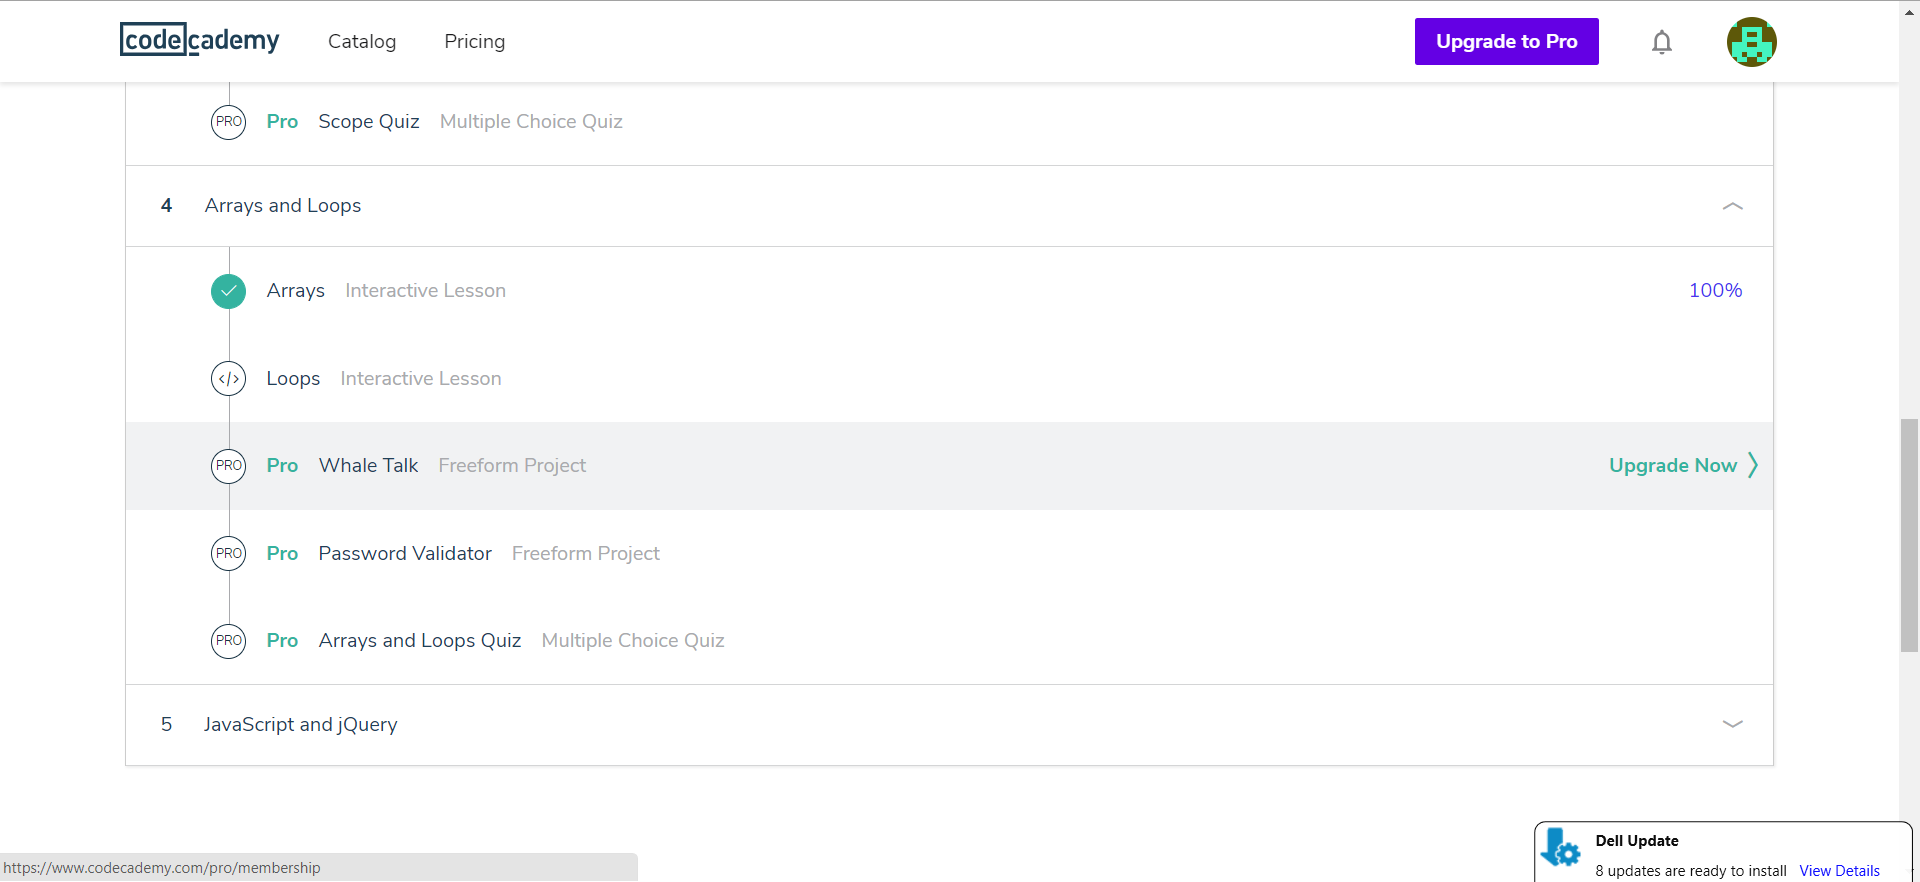 codecademy Catalog Pricing Upgrade to Pro
PRO Pro Scope Quiz Multiple Choice Quiz
4 Arrays and Loops
Arrays Interactive Lesson 100%
</> Loops Interactive Lesson
PRO Pro Whale Talk Freeform Project Upgrade Now
PRO Pro Password Validator Freeform Project
PRO Pro Arrays and Loops Quiz Multiple Choice Quiz
5 JavaScript and jQuery
Dell Update
8 updates are ready to install View Details
https://www.codecademy.com/pro/membership